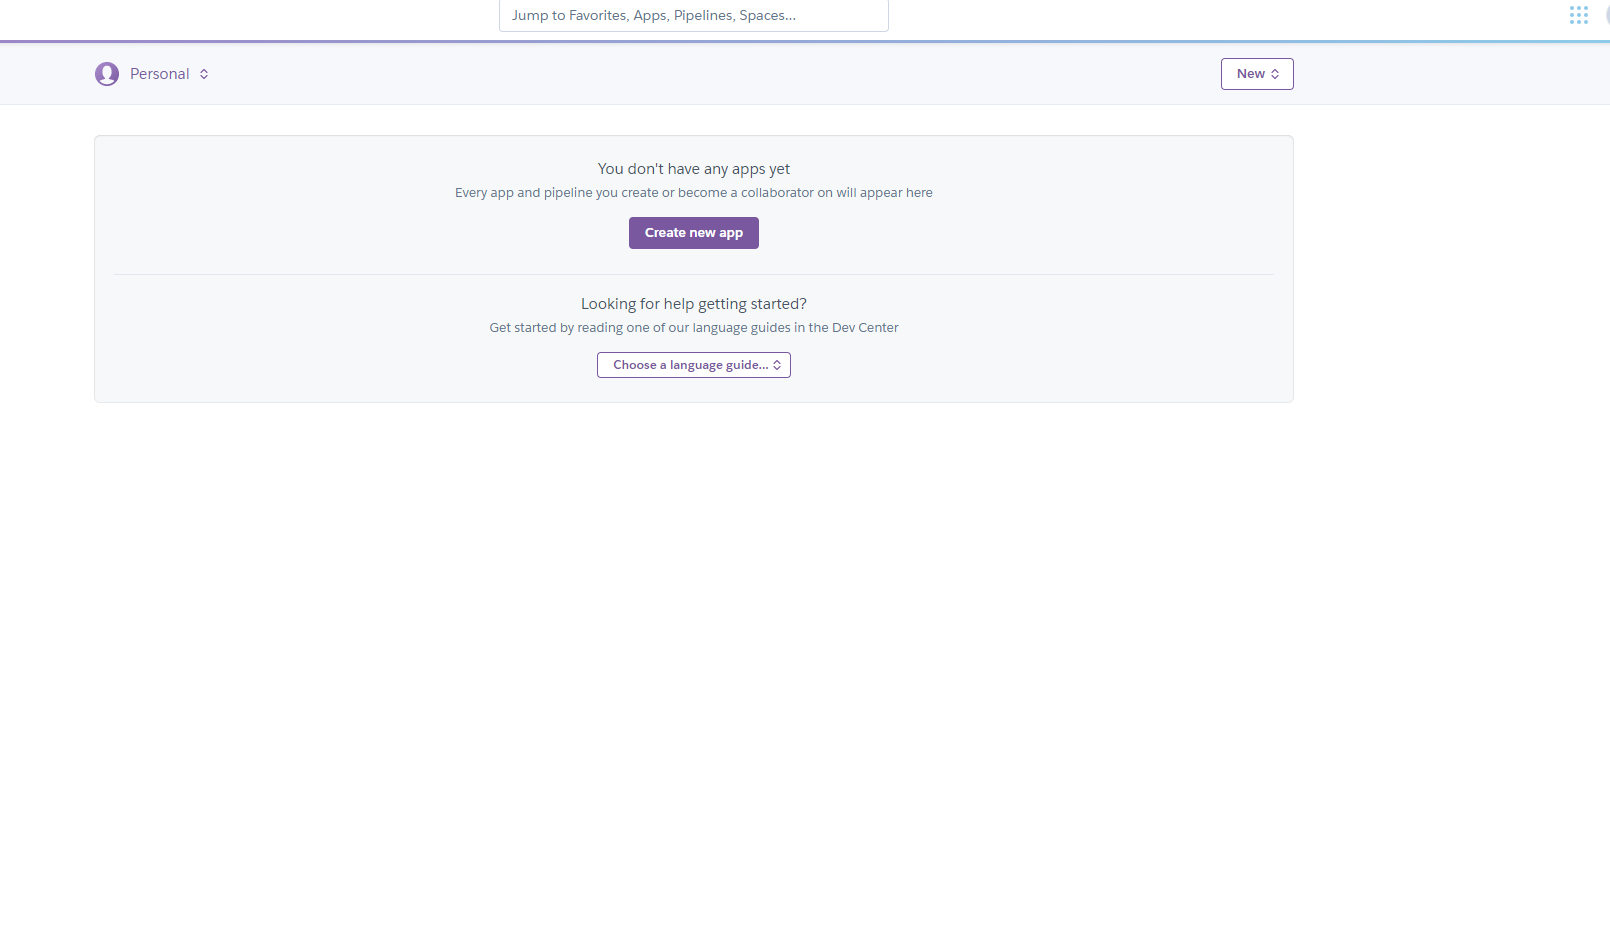 Jump to Favorites, Apps, Pipelines, Spaces...
Personal
New
You don't have any apps yet
Every app and pipeline you create or become a collaborator on will appear here
Create new app
Looking for help getting started?
Get started by reading one of our language guides in the Dev Center
Choose a language guide...